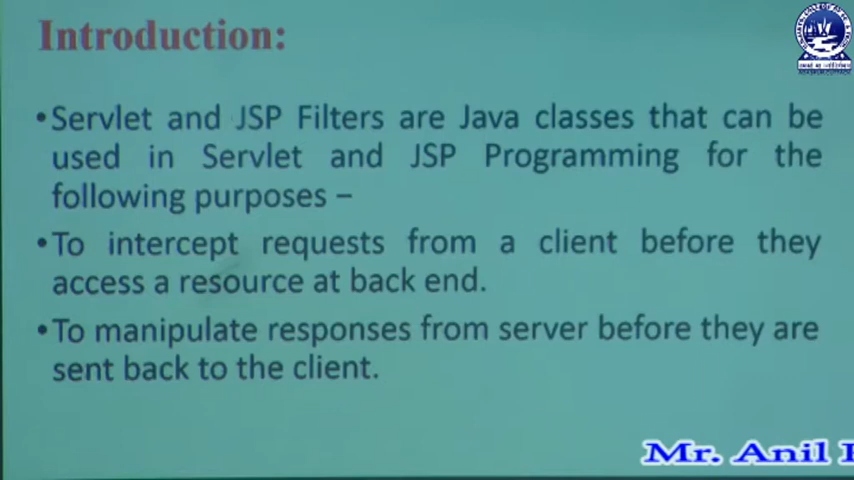 Introduction:
•Servlet and JSP Filters are Java classes that can be
used in Servlet and JSP Programming for the
following purposes –
•To intercept requests from a client before they
access a resource at back end.
•To manipulate responses from server before they are
sent back to the client.
Mr. Anil